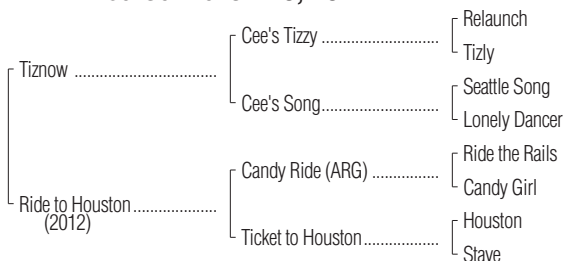 Relaunch
Cee's Tizzy
Tizly
Tiznow
Seattle Song
Cee's Song
Lonely Dancer
Ride the Rails
Candy Ride (ARG)
Candy Girl
Ride to Houston
(2012)
Houston
Ticket to Houston
Stave